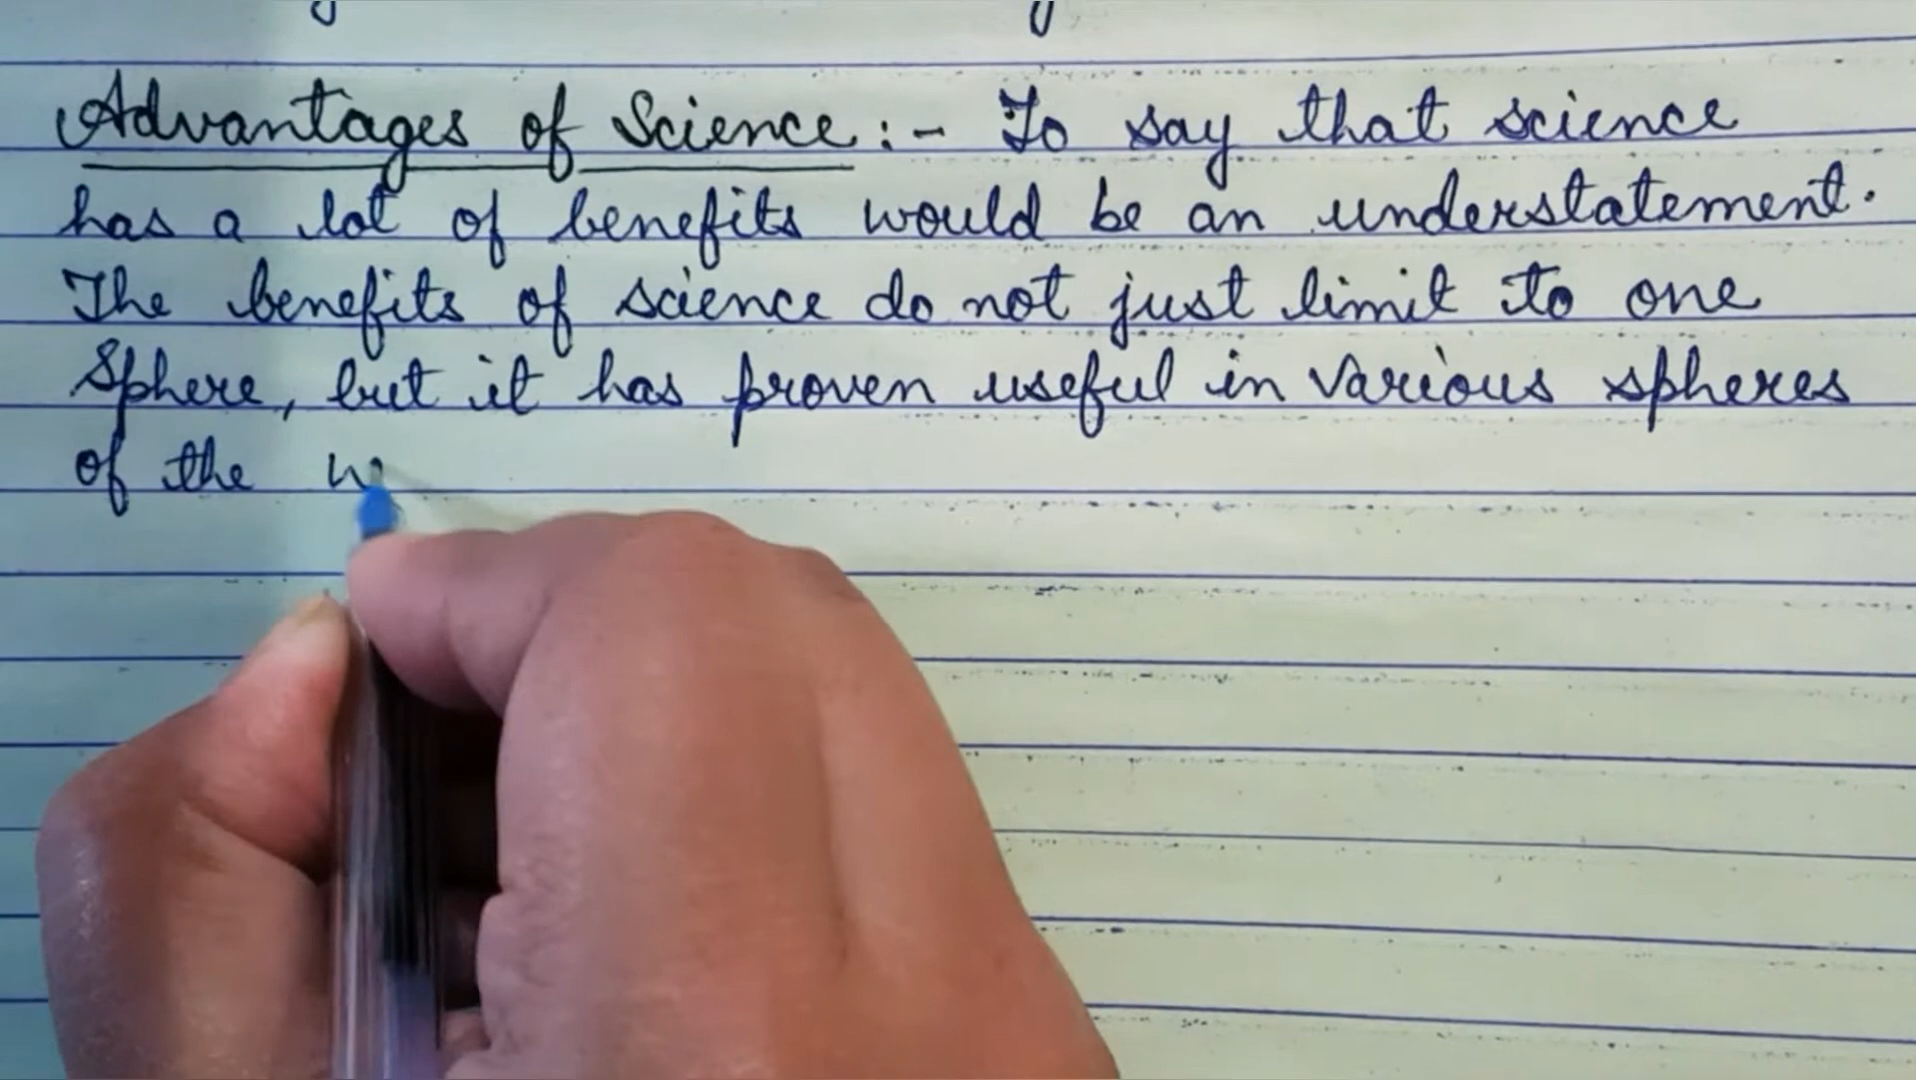 Advantages of Science :- To say that science
has a lot of benefits would be an understatement.
The benefits of science do not just limit to one
Sphere, but it has proven useful in various spheres
of the w